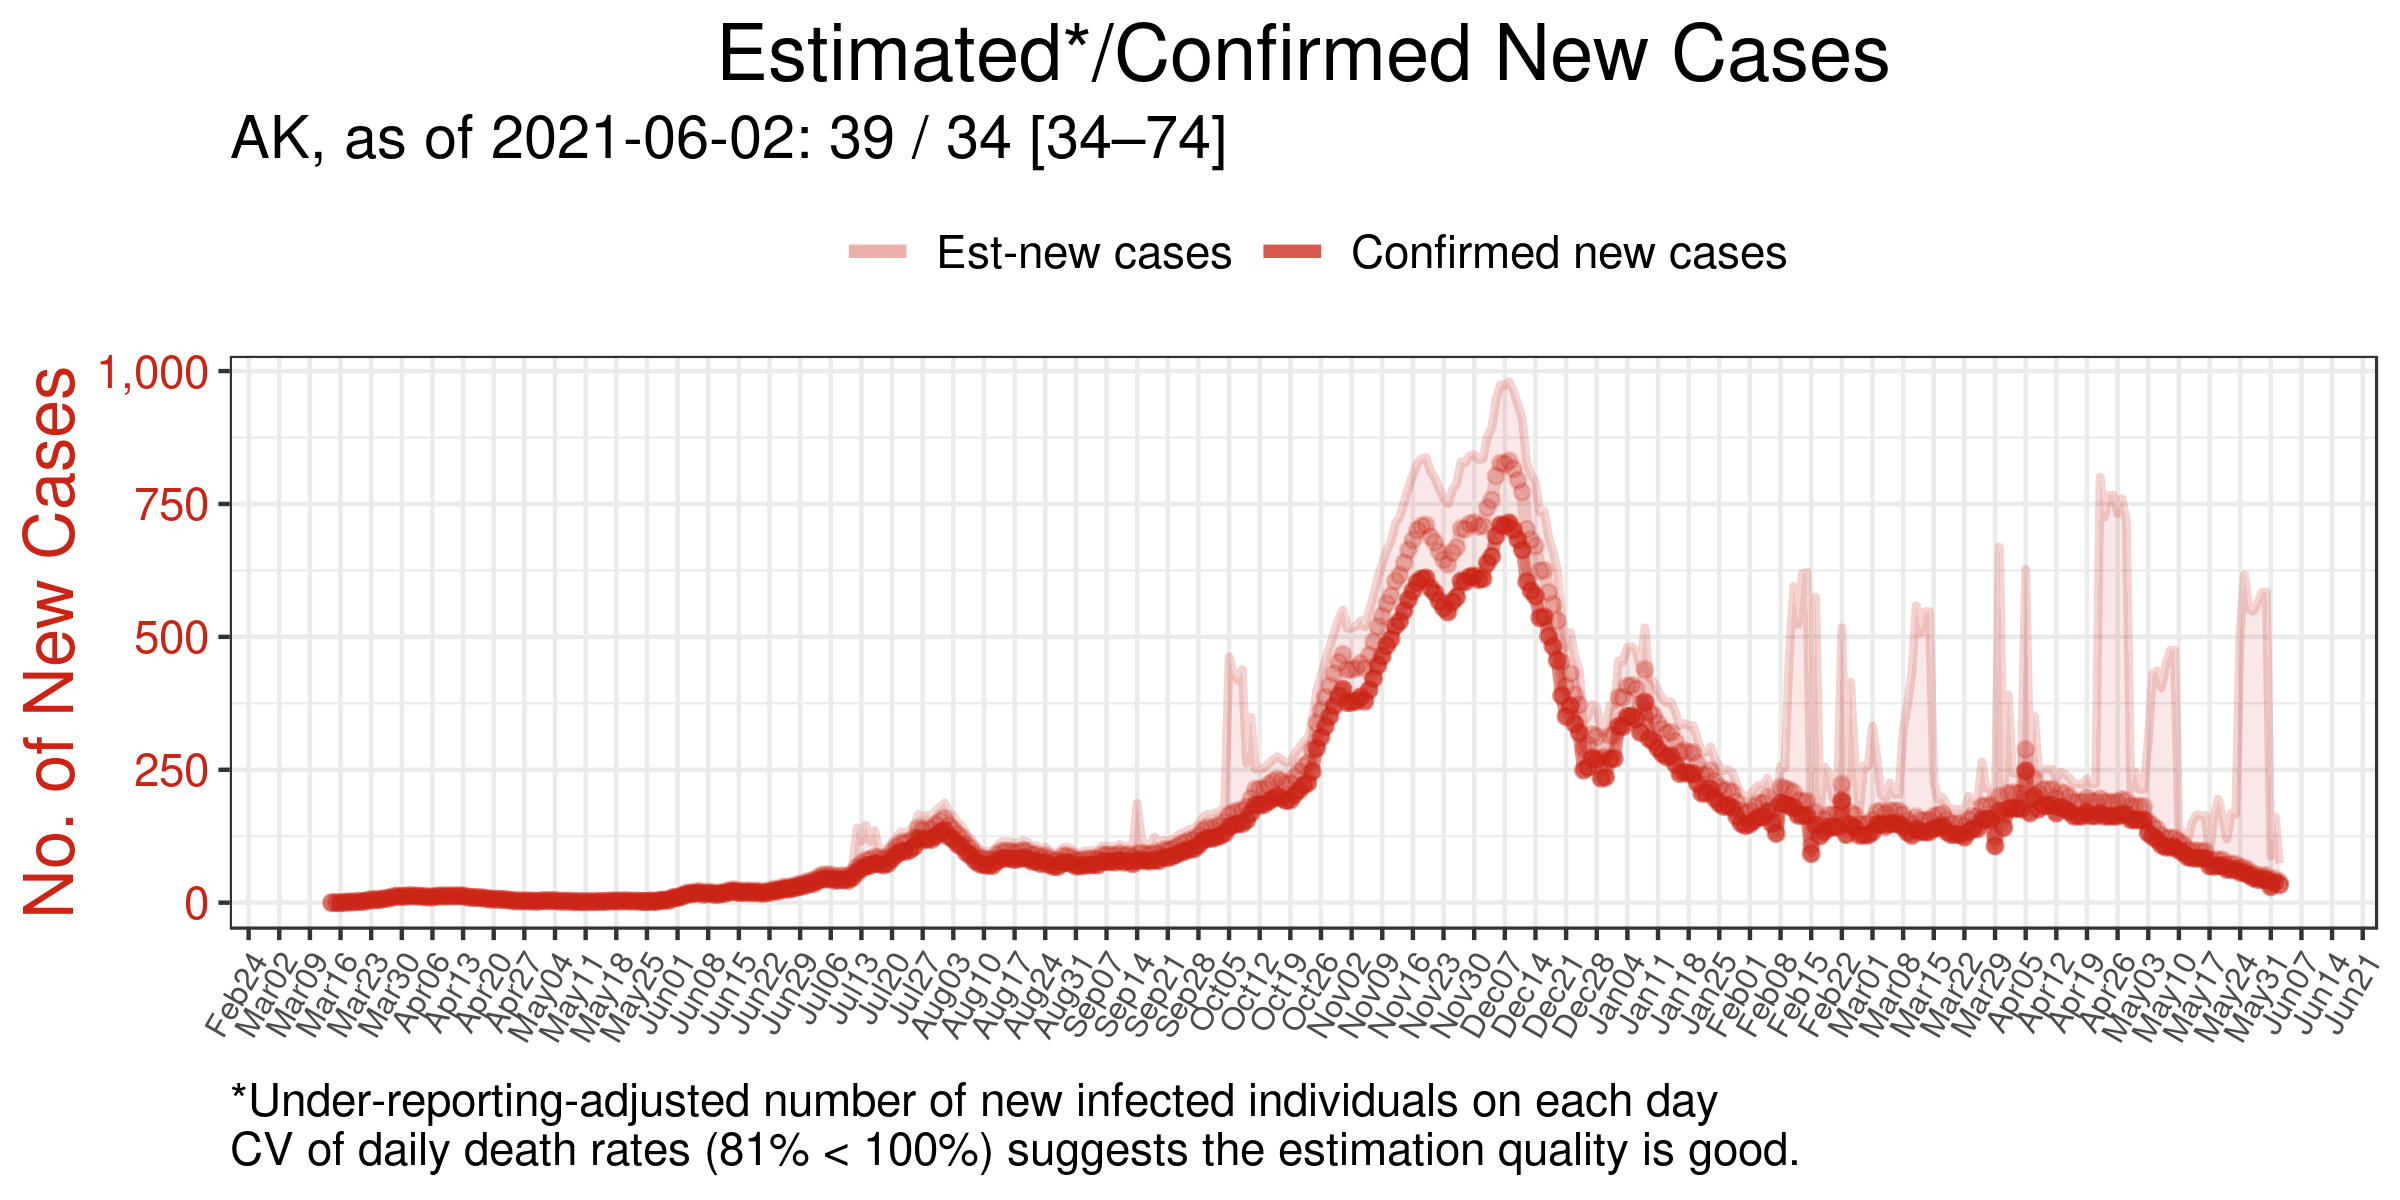 Estimated*/Confirmed New Cases
AK, as of 2021-06-02: 39 / 34 [34–74]
Est-new cases Confirmed new cases
No. of New Cases
1,000
750
500
250
0
Feb24 Mar02 Mar09 Mar16 Mar23 Mar30 Apr06 Apr13 Apr20 Apr27 May04 May11 May18 May25 Jun01 Jun08 Jun15 Jun22 Jun29 Jul06 Jul13 Jul20 Jul27 Aug03 Aug10 Aug17 Aug24 Aug31 Sep07 Sep14 Sep21 Sep28 Oct05 Oct12 Oct19 Oct26 Nov02 Nov09 Nov16 Nov23 Nov30 Dec07 Dec14 Dec21 Dec28 Jan04 Jan11 Jan18 Jan25 Feb01 Feb08 Feb15 Feb22 Mar01 Mar08 Mar15 Mar22 Mar29 Apr05 Apr12 Apr19 Apr26 May03 May10 May17 May24 May31 Jun07 Jun14 Jun21
*Under-reporting-adjusted number of new infected individuals on each day
CV of daily death rates (81% < 100%) suggests the estimation quality is good.